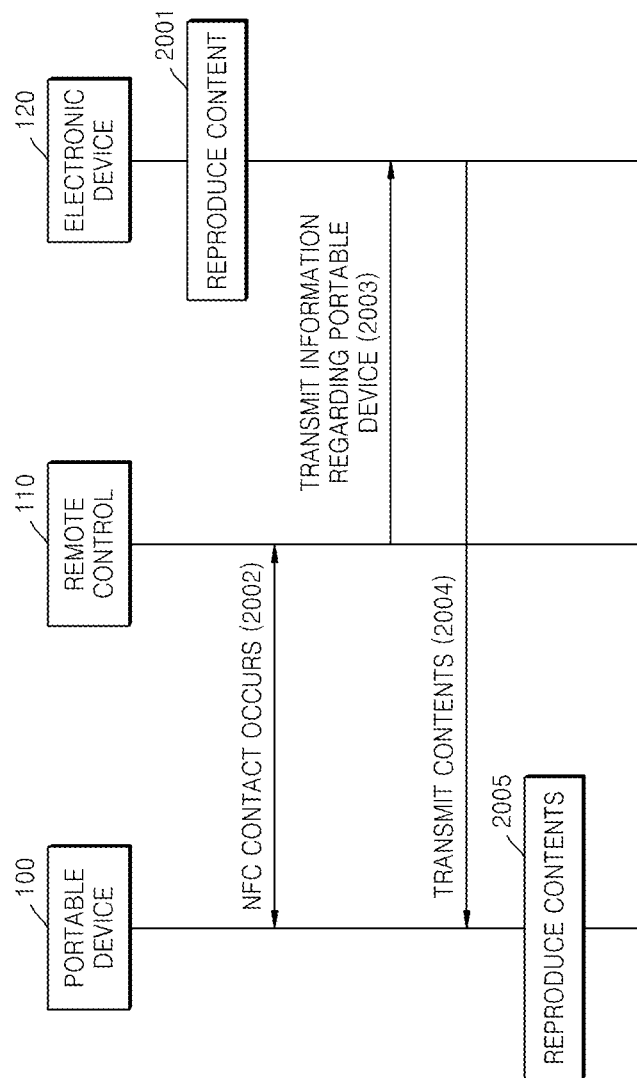 100
PORTABLE
DEVICE
110
REMOTE
CONTROL
120
ELECTRONIC
DEVICE
2001
REPRODUCE CONTENT
NFC CONTACT OCCURS (2002)
TRANSMIT INFORMATION
REGARDING PORTABLE
DEVICE (2003)
TRANSMIT CONTENTS (2004)
2005
REPRODUCE CONTENTS